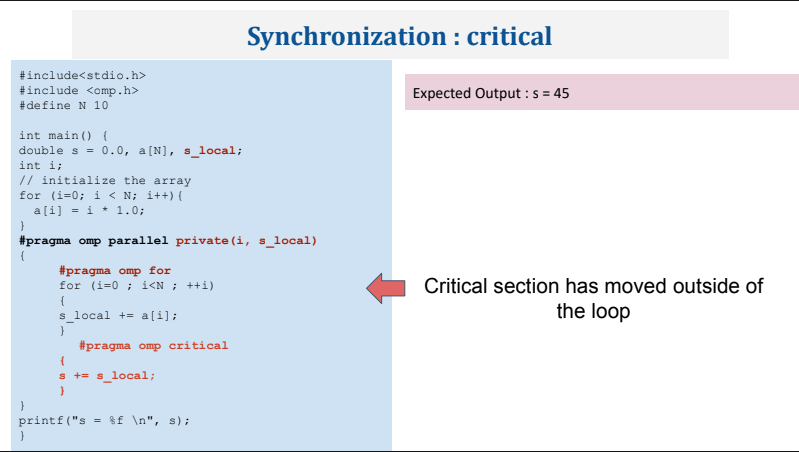 Synchronization : critical
#include<stdio.h>
#include <omp.h>
#define N 10
int main() {
double s = 0.0, a[N], s_local;
int i;
// initialize the array
for (i=0; i < N; i++){
a[i] = i * 1.0;
}
#pragma omp parallel private(i, s_local)
{
#pragma omp for
for (i=0 ; i<N ; ++i)
{
s_local += a[i];
}
#pragma omp critical
{
s += s_local;
}
}
printf("s = %f \n", s);
}
Expected Output : s = 45
Critical section has moved outside of
the loop